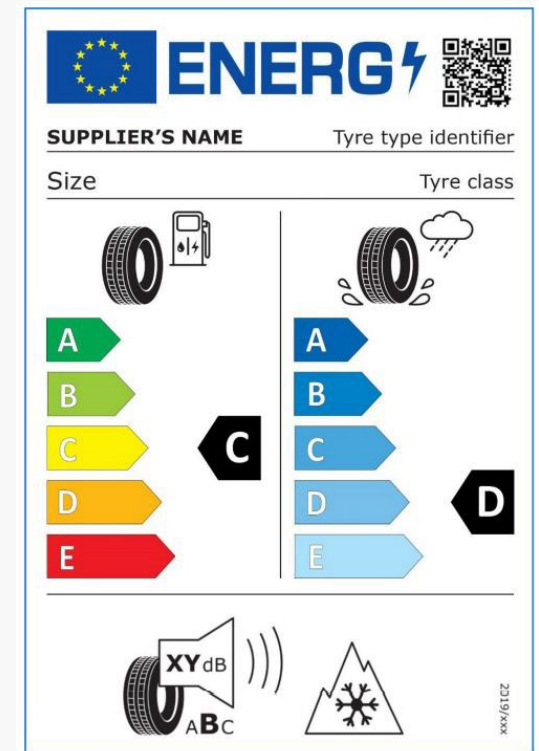 ENERG
SUPPLIER'S NAME Tyre type identifier
Size Tyre class
A
B
C
D
E
C
A
B
C
D
E
D
XYdB
ABC
2019/xxx